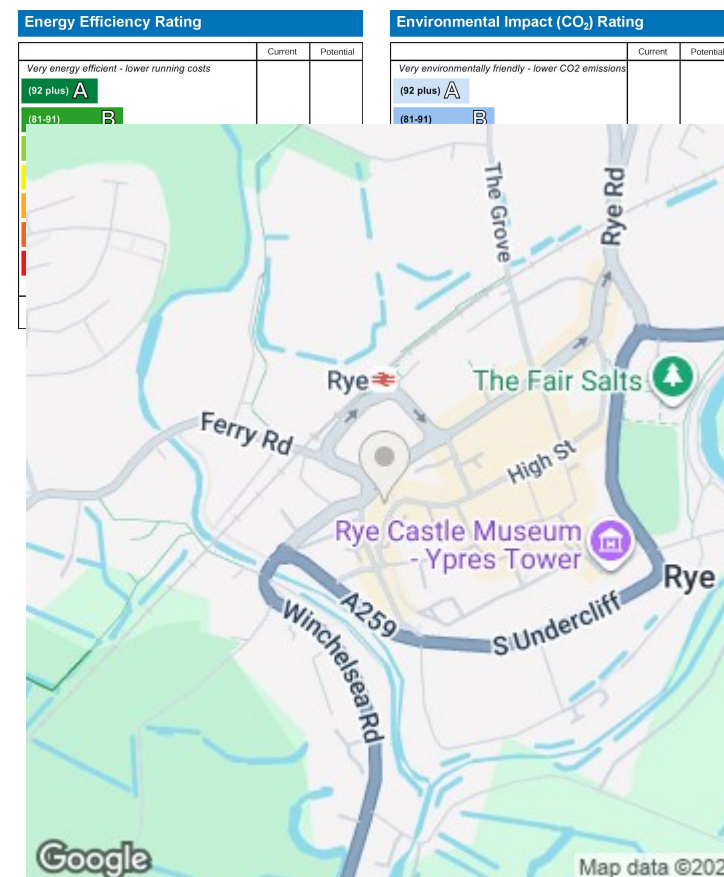 Energy Efficiency Rating
Current
Potential
Very energy efficient - lower running costs
(92 plus) A
(81-91) B
Environmental Impact (CO₂) Rating
Current
Potential
Very environmentally friendly - lower CO2 emissions
(92 plus) A
(81-91) B
The Grove
Rye Rd
Rye
The Fair Salts
Ferry Rd
High St
Rye Castle Museum
- Ypres Tower
Rye
A259
S Undercliff
Winchelsea Rd
Google
Map data ©202